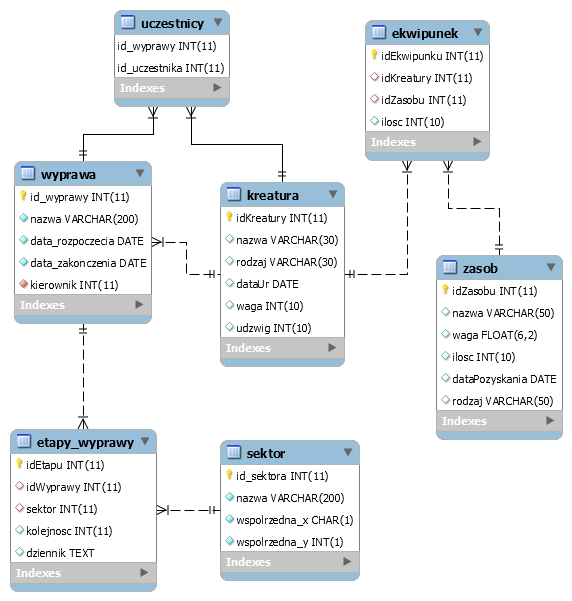 uczestnicy
id_wyprawy INT(11)
id_uczestnika INT(11)
Indexes
ekwipunek
idEkwipunku INT(11)
idKreatury INT(11)
idZasobu INT(11)
ilosc INT(10)
Indexes
wyprawa
id_wyprawy INT(11)
nazwa VARCHAR(200)
data_rozpoczecia DATE
data_zakonczenia DATE
kierownik INT(11)
Indexes
kreatura
idKreatury INT(11)
nazwa VARCHAR(30)
rodzaj VARCHAR(30)
dataUr DATE
waga INT(10)
udzwig INT(10)
Indexes
zasob
idZasobu INT(11)
nazwa VARCHAR(50)
waga FLOAT(6,2)
ilosc INT(10)
dataPozyskania DATE
rodzaj VARCHAR(50)
Indexes
etapy_wyprawy
idEtapu INT(11)
idWyprawy INT(11)
sektor INT(11)
kolejnosc INT(11)
dziennik TEXT
Indexes
sektor
id_sektora INT(11)
nazwa VARCHAR(200)
wspolrzedna_x CHAR(1)
wspolrzedna_y INT(1)
Indexes